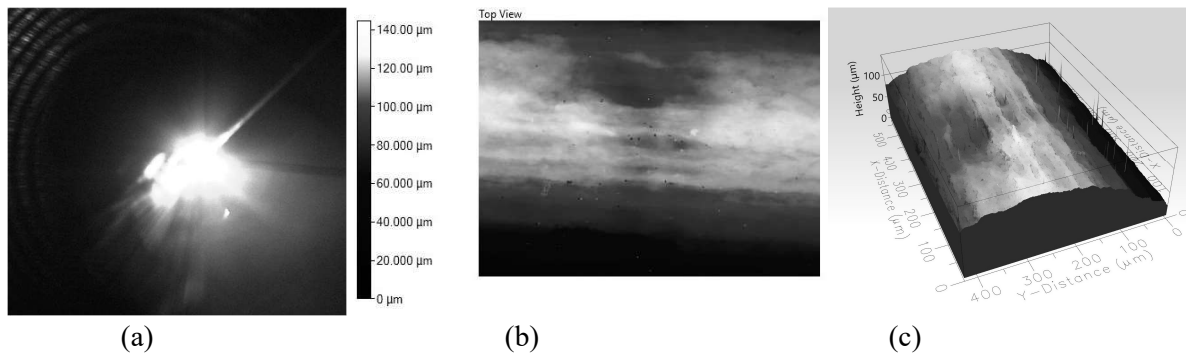 140.00 µm
120.00 µm
100.00 µm
80.000 µm
60.000 µm
40.000 µm
20.000 µm
0 µm
(a)
Top View
(b)
Height (µm)
100
50
0
500
400
300
200
100
0
X-Distance (µm)
400
300
200
100
0
Y-Distance (µm)
X-Distance (µm)
(c)